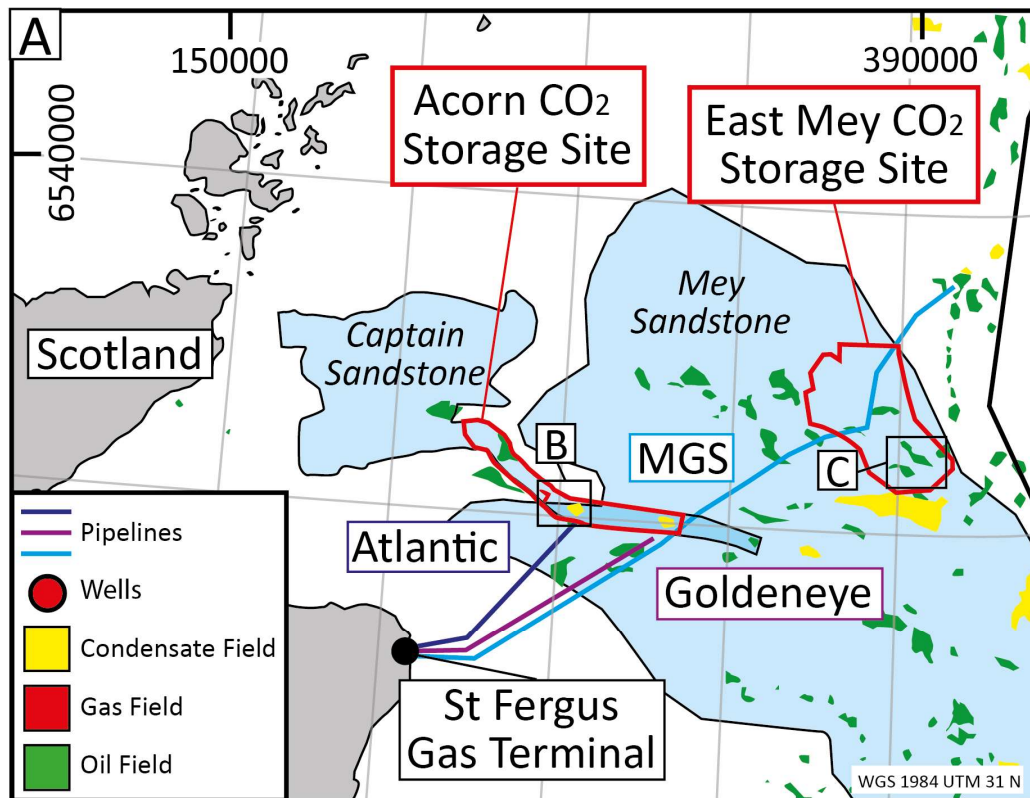 A
150000
390000
6540000
Acorn CO2
Storage Site
East Mey CO2
Storage Site
Mey
Sandstone
Captain
Sandstone
Scotland
B
MGS
C
Atlantic
Goldeneye
St Fergus
Gas Terminal
Pipelines
Wells
Condensate Field
Gas Field
Oil Field
WGS 1984 UTM 31 N